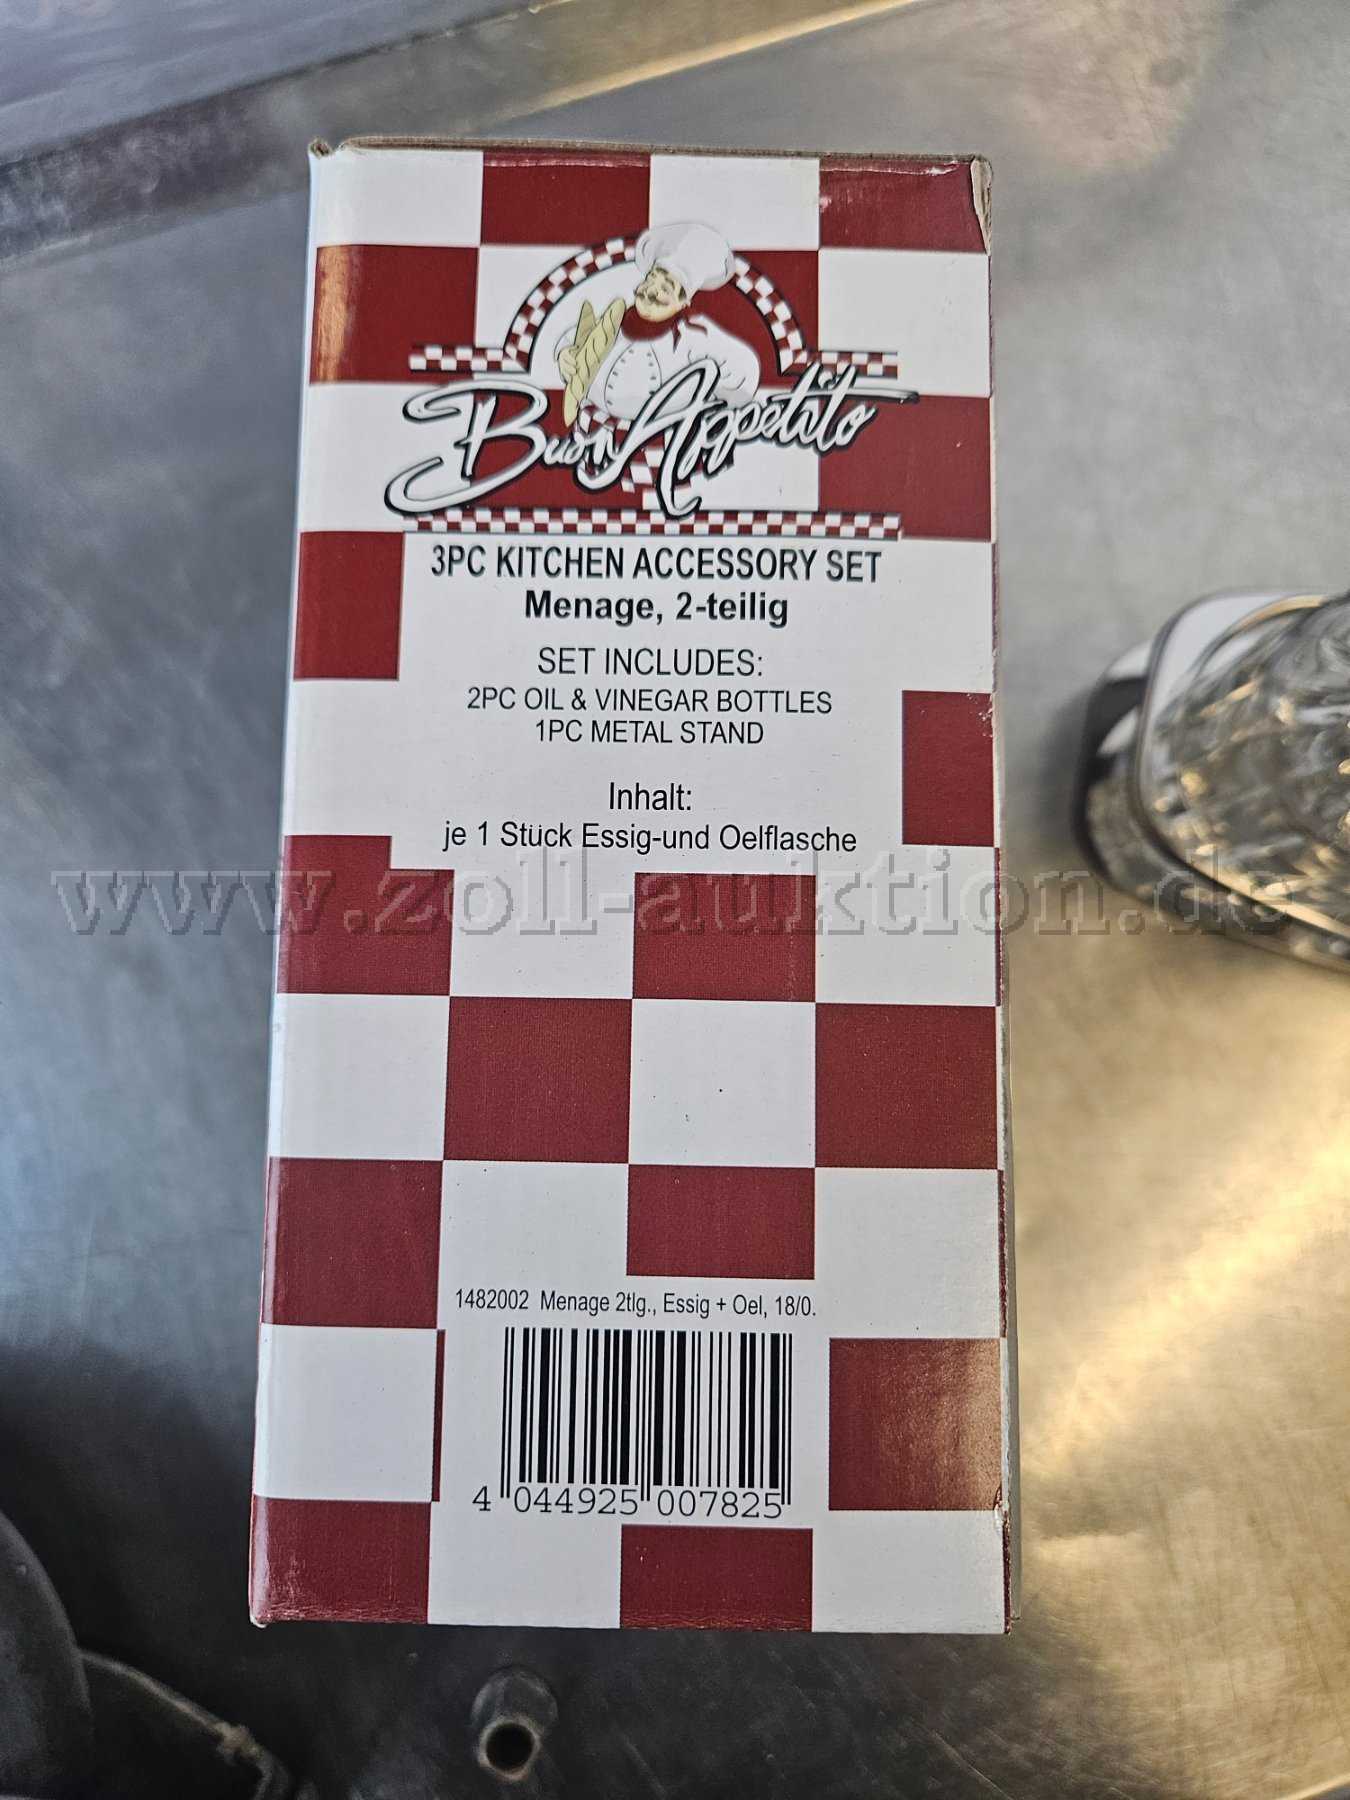 Buon Appetito
3PC KITCHEN ACCESSORY SET
Menage, 2-teilig
SET INCLUDES:
2PC OIL & VINEGAR BOTTLES
1PC METAL STAND
Inhalt:
je 1 Stück Essig-und Oelflasche
www.zoll-auktion.de
1482002 Menage 2tlg., Essig + Oel, 18/0.
4 044925 007825